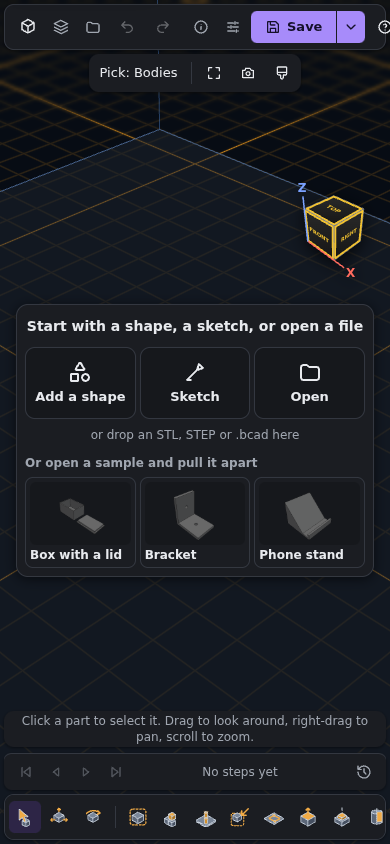 Save
Pick: Bodies
Z
TOP
FRONT
RIGHT
X
Start with a shape, a sketch, or open a file
Add a shape
Sketch
Open
or drop an STL, STEP or .bcad here
Or open a sample and pull it apart
Box with a lid
Bracket
Phone stand
Click a part to select it. Drag to look around, right-drag to
pan, scroll to zoom.
No steps yet